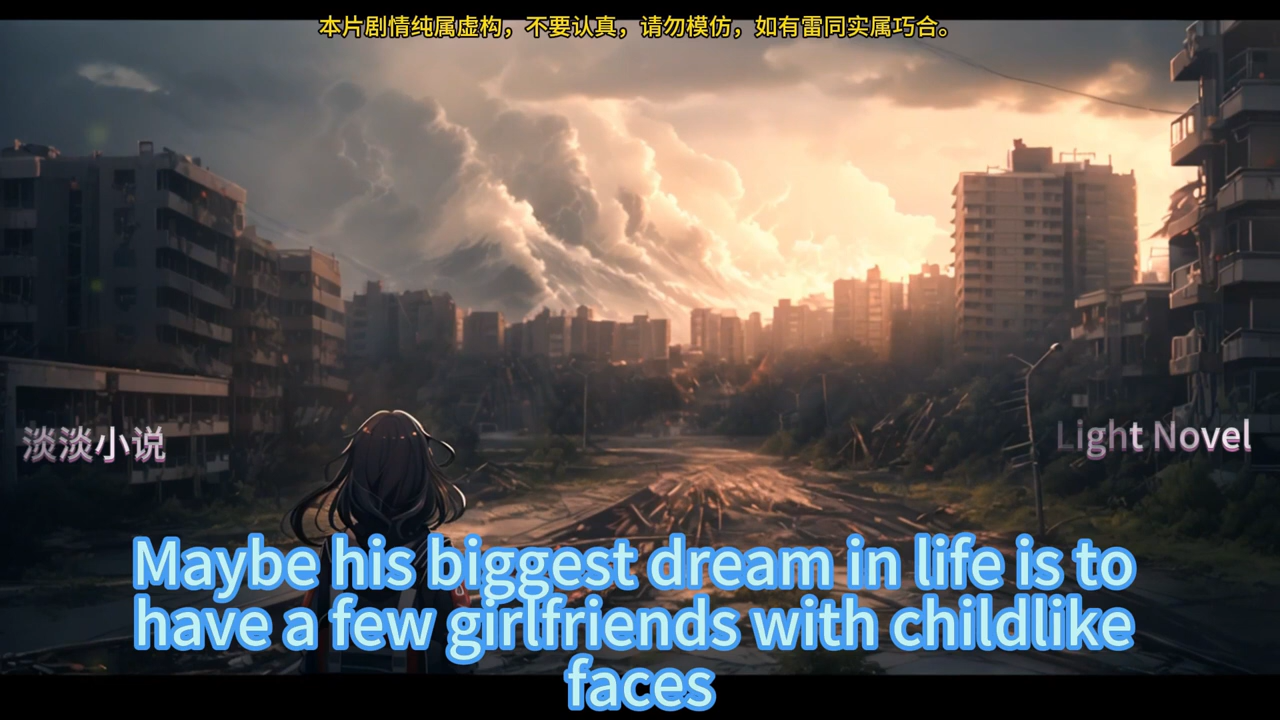 本片剧情纯属虚构，不要认真，请勿模仿，如有雷同实属巧合。
淡淡小说
Light Novel
Maybe his biggest dream in life is to
have a few girlfriends with childlike
faces